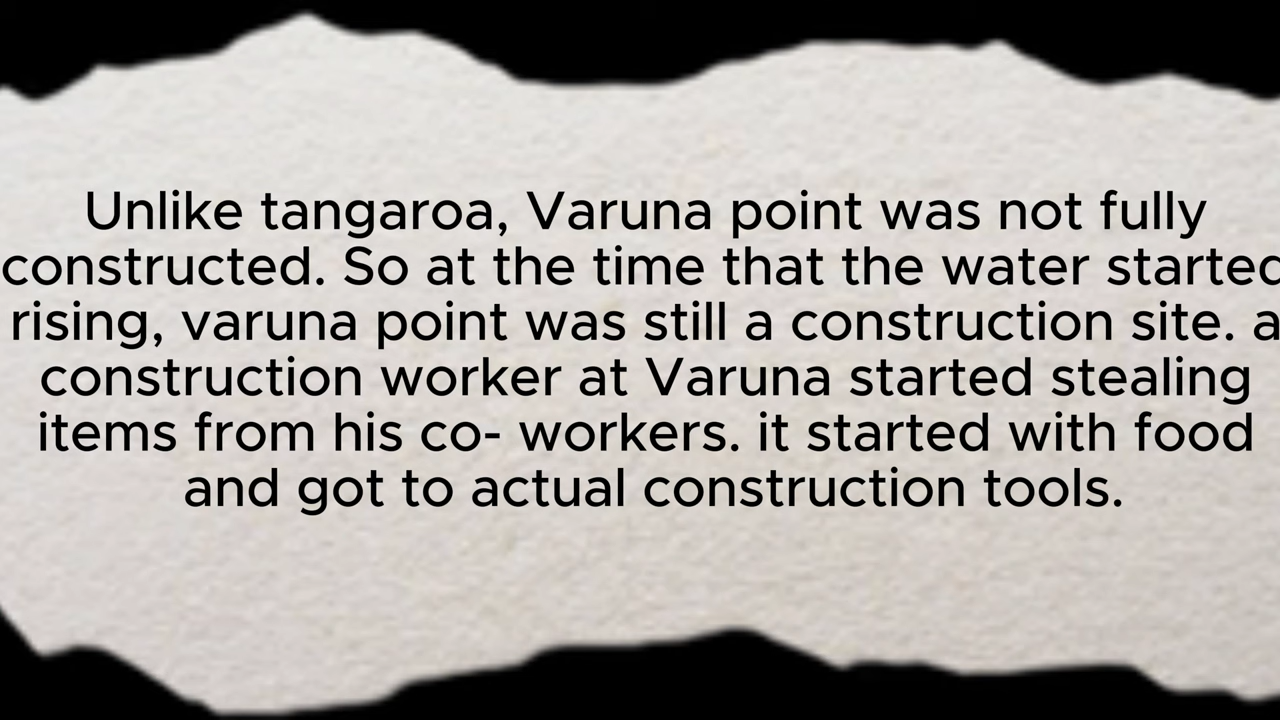 Unlike tangaroa, Varuna point was not fully
constructed. So at the time that the water started
rising, varuna point was still a construction site. a
construction worker at Varuna started stealing
items from his co- workers. it started with food
and got to actual construction tools.